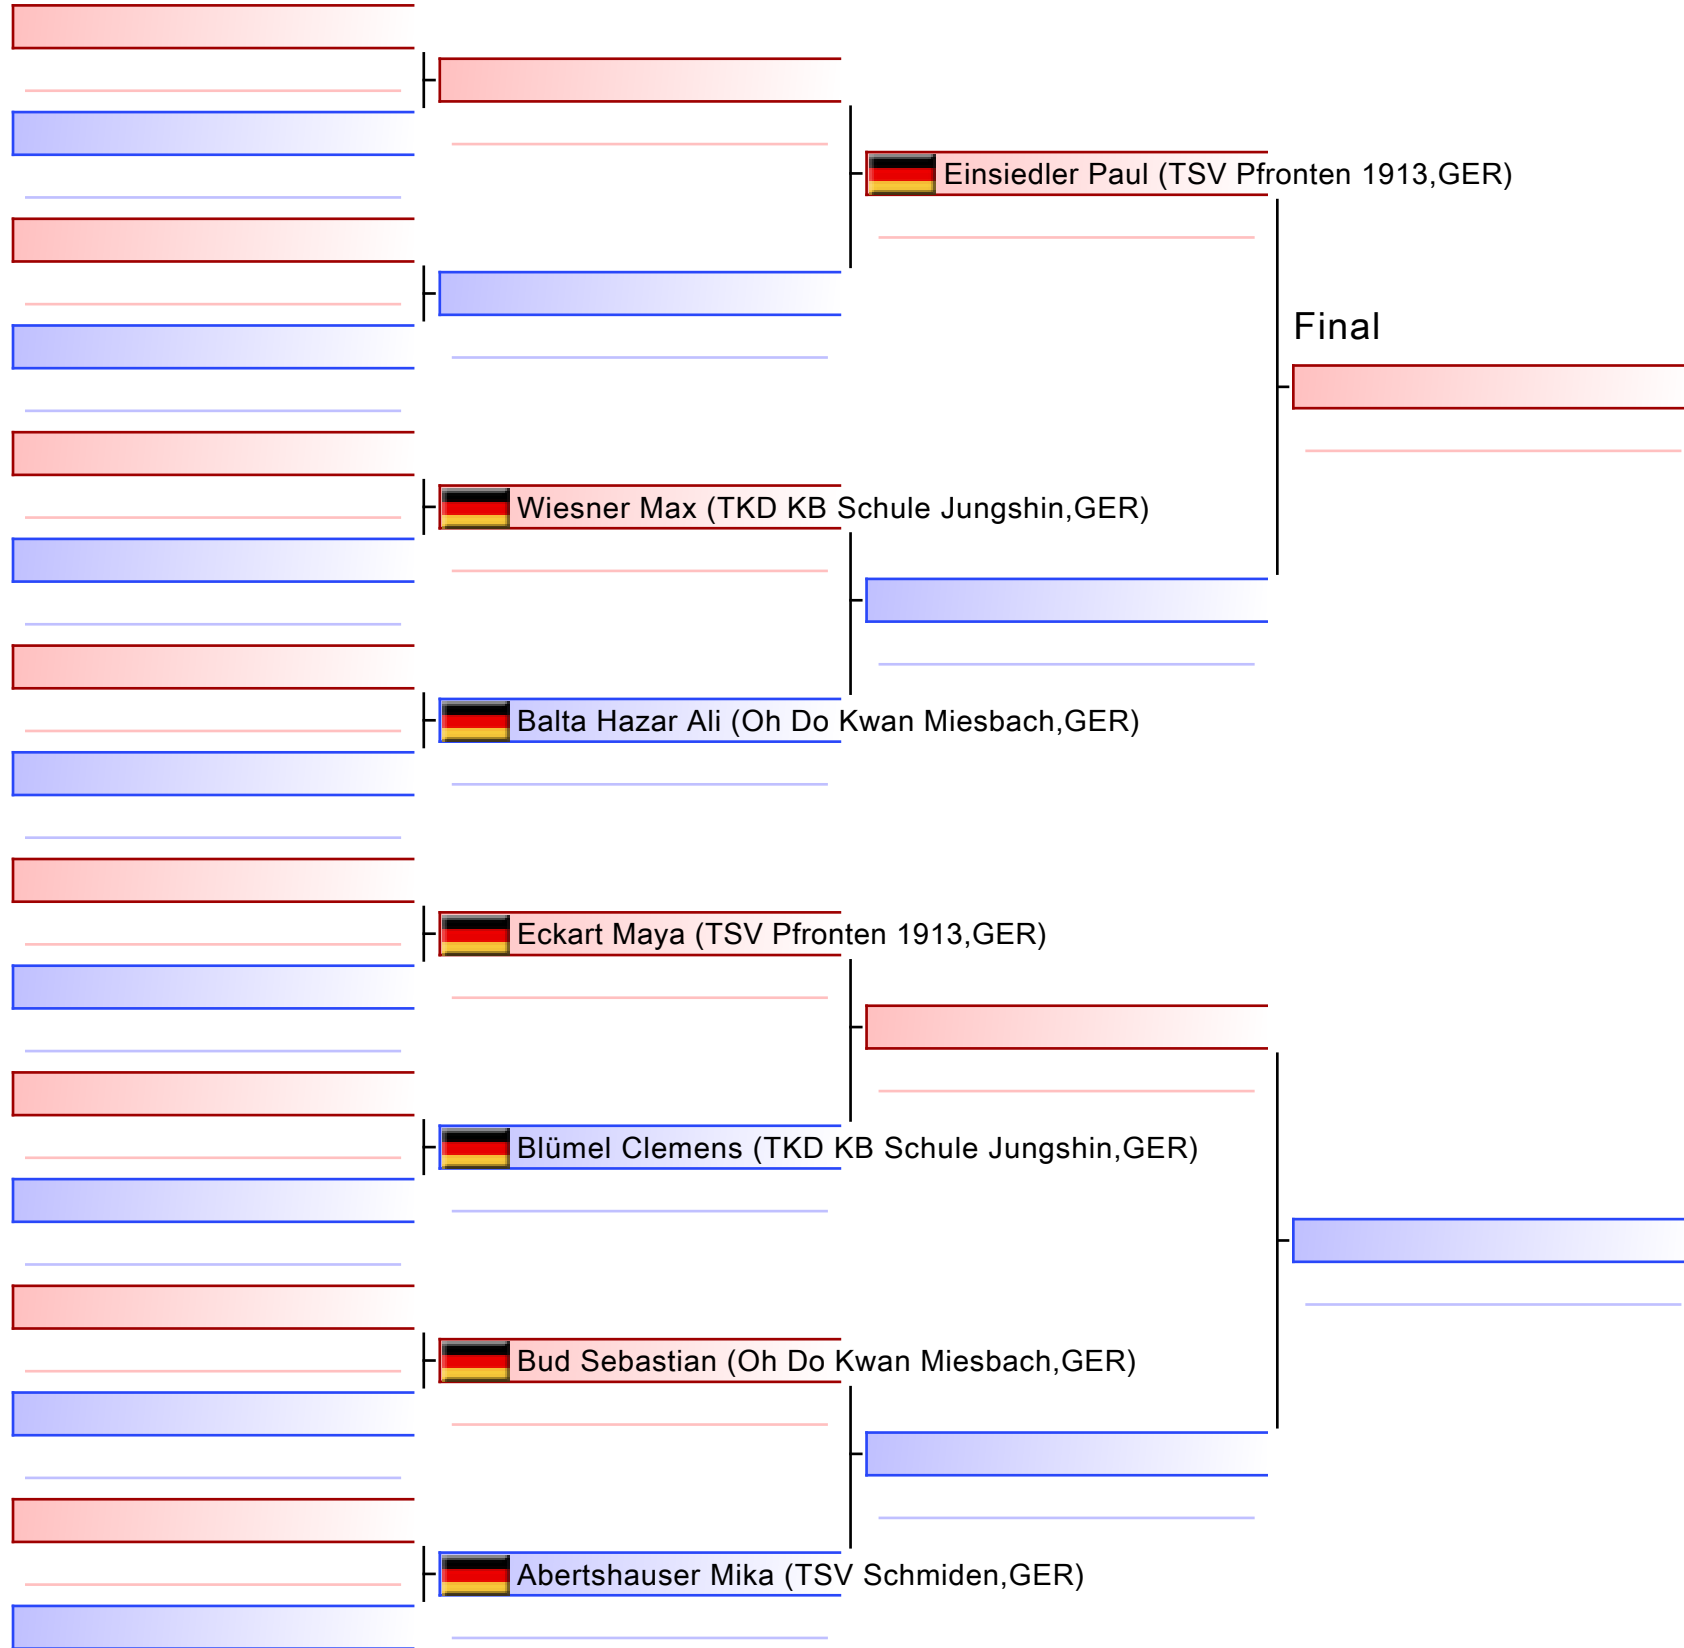 Einsiedler Paul (TSV Pfronten 1913,GER)
Final
Wiesner Max (TKD KB Schule Jungshin,GER)
Balta Hazar Ali (Oh Do Kwan Miesbach,GER)
Eckart Maya (TSV Pfronten 1913,GER)
Blümel Clemens (TKD KB Schule Jungshin,GER)
Bud Sebastian (Oh Do Kwan Miesbach,GER)
Abertshauser Mika (TSV Schmiden,GER)